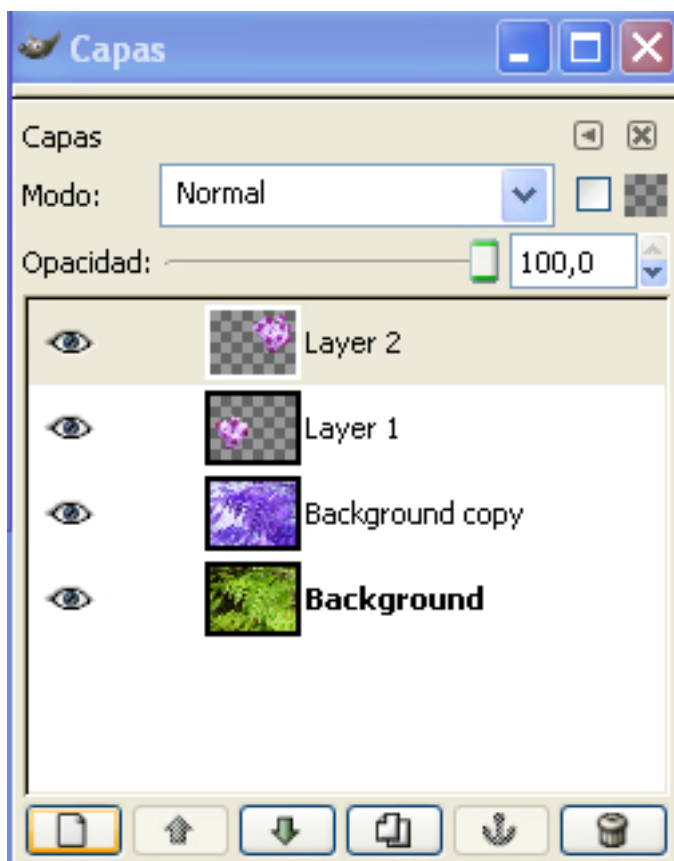 Capas
Capas
Modo: Normal
Opacidad: 100,0
Layer 2
Layer 1
Background copy
Background